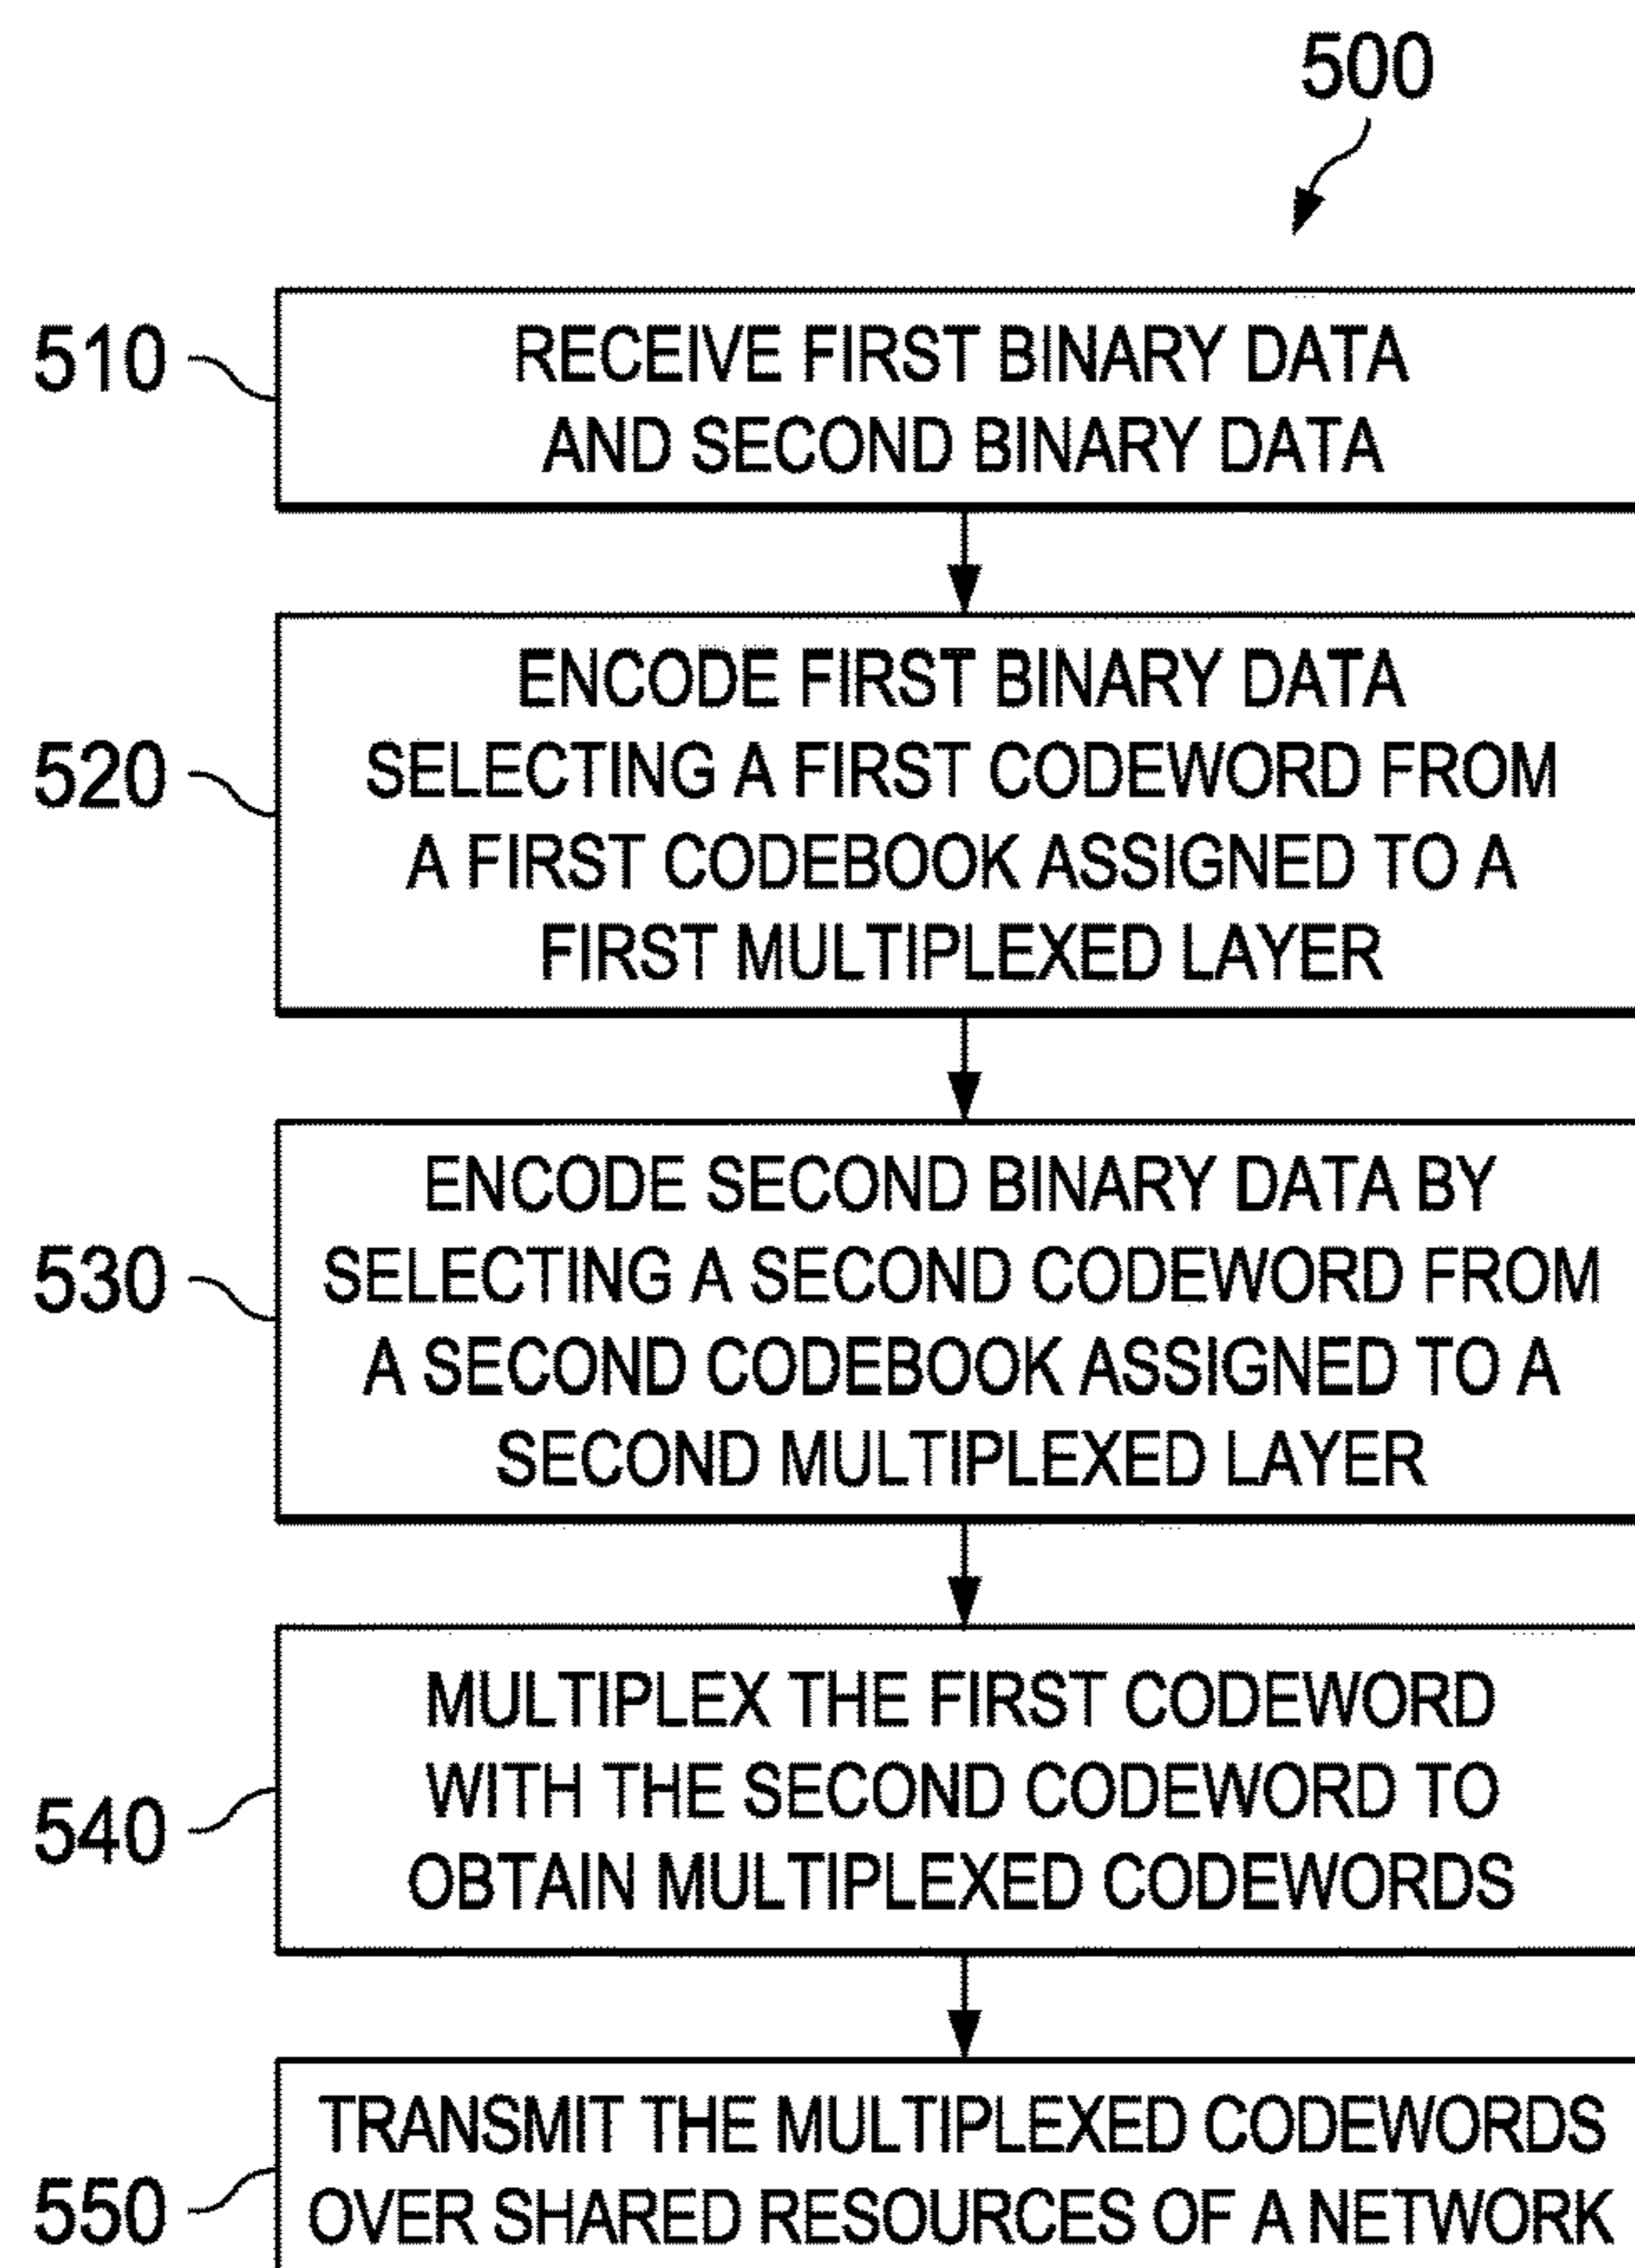 500
510
RECEIVE FIRST BINARY DATA
AND SECOND BINARY DATA
520
ENCODE FIRST BINARY DATA
SELECTING A FIRST CODEWORD FROM
A FIRST CODEBOOK ASSIGNED TO A
FIRST MULTIPLEXED LAYER
530
ENCODE SECOND BINARY DATA BY
SELECTING A SECOND CODEWORD FROM
A SECOND CODEBOOK ASSIGNED TO A
SECOND MULTIPLEXED LAYER
540
MULTIPLEX THE FIRST CODEWORD
WITH THE SECOND CODEWORD TO
OBTAIN MULTIPLEXED CODEWORDS
550
TRANSMIT THE MULTIPLEXED CODEWORDS
OVER SHARED RESOURCES OF A NETWORK